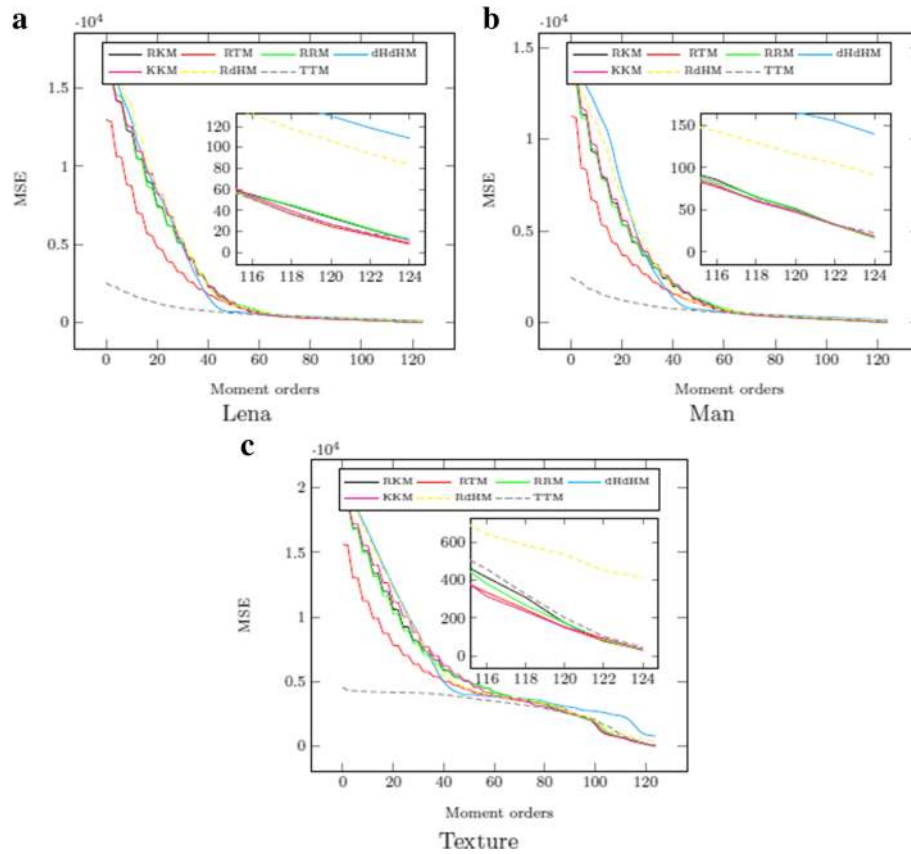 a
·10⁴
1.5
1
0.5
0
MSE
RKM RTM RRM dHdHM
KKM RdHM TTM
120
100
80
60
40
20
0
116 118 120 122 124
0 20 40 60 80 100 120
Moment orders
Lena
b
·10⁴
1.5
1
0.5
0
MSE
RKM RTM RRM dHdHM
KKM RdHM TTM
150
100
50
0
116 118 120 122 124
0 20 40 60 80 100 120
Moment orders
Man
c
·10⁴
2
1.5
1
0.5
0
MSE
RKM RTM RRM dHdHM
KKM RdHM TTM
600
400
200
0
116 118 120 122 124
0 20 40 60 80 100 120
Moment orders
Texture